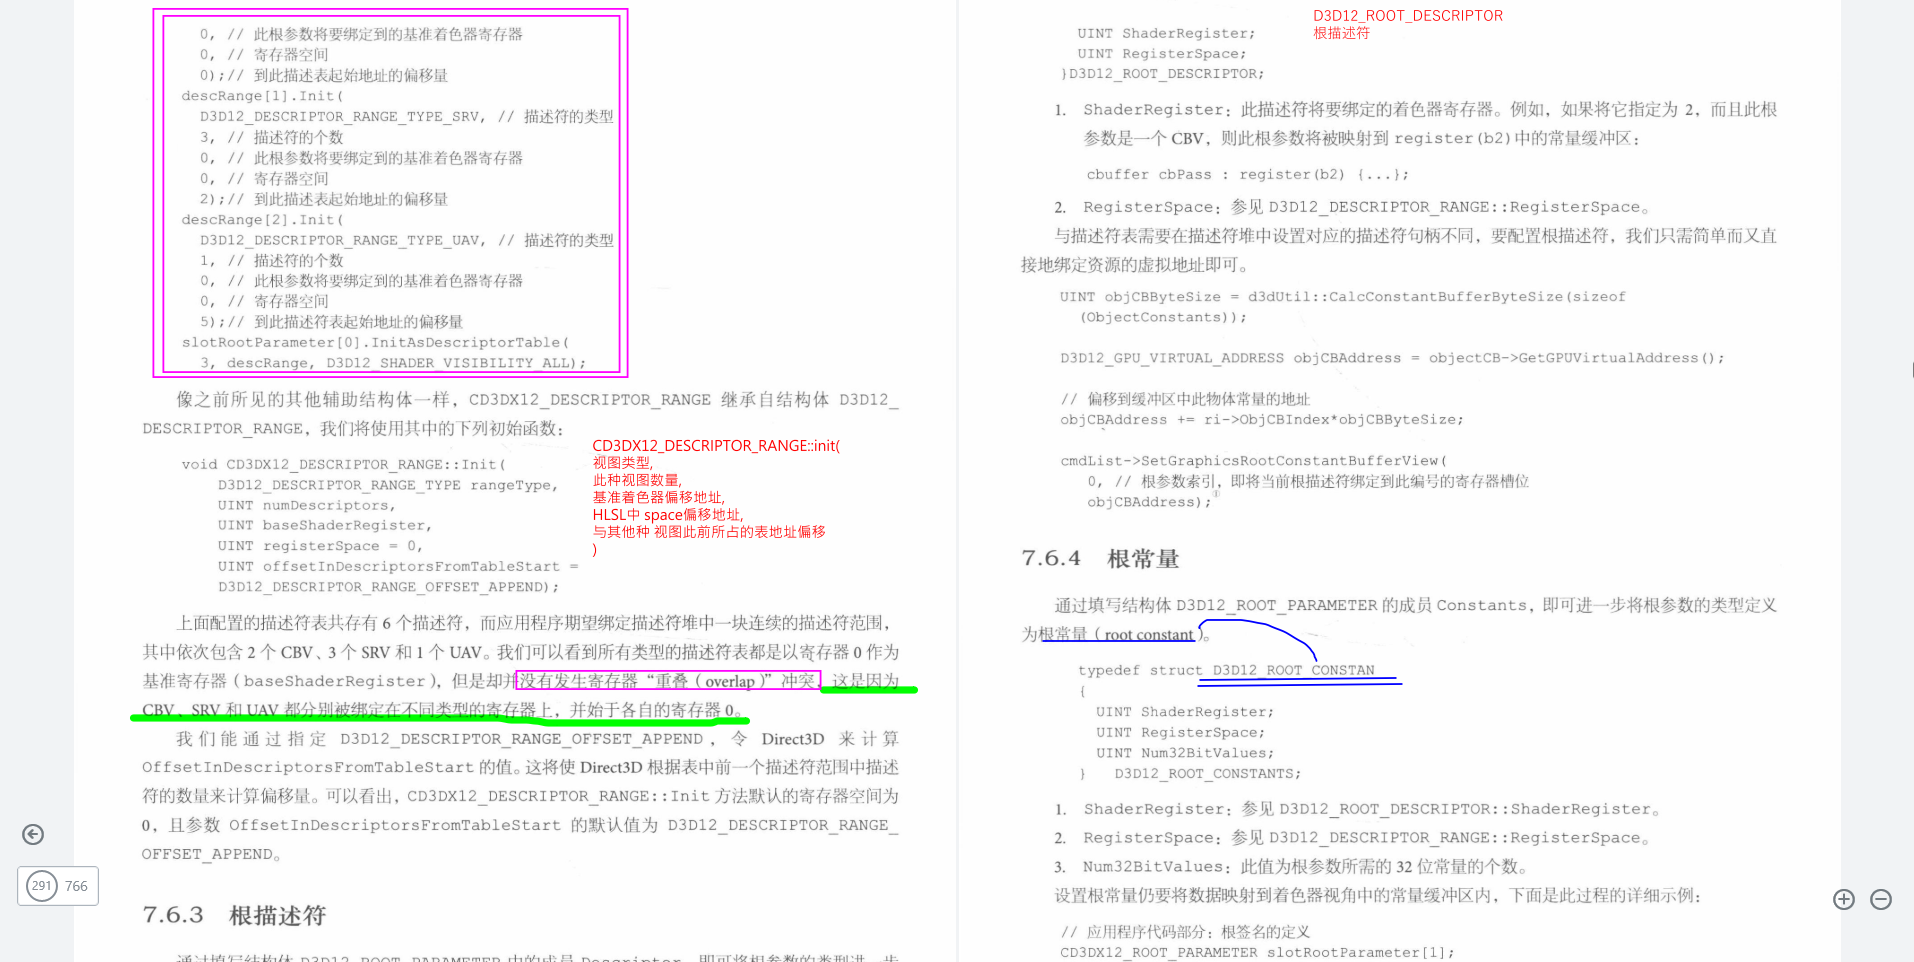 0, // 此根参数将要绑定到的基准着色器寄存器
0, // 寄存器空间
0);// 到此描述表起始地址的偏移量
descRange[1].Init(
D3D12_DESCRIPTOR_RANGE_TYPE_SRV, // 描述符的类型
3, // 描述符的个数
0, // 此根参数将要绑定到的基准着色器寄存器
0, // 寄存器空间
2);// 到此描述表起始地址的偏移量
descRange[2].Init(
D3D12_DESCRIPTOR_RANGE_TYPE_UAV, // 描述符的类型
1, // 描述符的个数
0, // 此根参数将要绑定到的基准着色器寄存器
0, // 寄存器空间
5);// 到此描述符表起始地址的偏移量
slotRootParameter[0].InitAsDescriptorTable(
3, descRange, D3D12_SHADER_VISIBILITY_ALL);
像之前所见的其他辅助结构体一样，CD3DX12_DESCRIPTOR_RANGE 继承自结构体 D3D12_
DESCRIPTOR_RANGE，我们将使用其中的下列初始函数：
void CD3DX12_DESCRIPTOR_RANGE::Init(
D3D12_DESCRIPTOR_RANGE_TYPE rangeType,
UINT numDescriptors,
UINT baseShaderRegister,
UINT registerSpace = 0,
UINT offsetInDescriptorsFromTableStart =
D3D12_DESCRIPTOR_RANGE_OFFSET_APPEND);
CD3DX12_DESCRIPTOR_RANGE::init(
视图类型,
此种视图数量,
基准着色器偏移地址,
HLSL中 space偏移地址,
与其他种 视图此前所占的表地址偏移
)
上面配置的描述符表共存有 6 个描述符，而应用程序期望绑定描述符堆中一块连续的描述符范围，
其中依次包含 2 个 CBV、3 个 SRV 和 1 个 UAV。我们可以看到所有类型的描述符表都是以寄存器 0 作为
基准寄存器（baseShaderRegister），但是却并没有发生寄存器“重叠（overlap）”冲突，这是因为
CBV、SRV 和 UAV 都分别被绑定在不同类型的寄存器上，并始于各自的寄存器 0。
我们能通过指定 D3D12_DESCRIPTOR_RANGE_OFFSET_APPEND，令 Direct3D 来计算
OffsetInDescriptorsFromTableStart 的值。这将使 Direct3D 根据表中前一个描述符范围中描述
符的数量来计算偏移量。可以看出，CD3DX12_DESCRIPTOR_RANGE::Init 方法默认的寄存器空间为
0，且参数 OffsetInDescriptorsFromTableStart 的默认值为 D3D12_DESCRIPTOR_RANGE_
OFFSET_APPEND。
7.6.3 根描述符
通过填写结构体 D3D12_ROOT_PARAMETER 中的成员 Descriptor，即可将根参数的类型进一步
291 766
D3D12_ROOT_DESCRIPTOR
根描述符
UINT ShaderRegister;
UINT RegisterSpace;
}D3D12_ROOT_DESCRIPTOR;
1. ShaderRegister：此描述符将要绑定的着色器寄存器。例如，如果将它指定为 2，而且此根
参数是一个 CBV，则此根参数将被映射到 register(b2)中的常量缓冲区：
cbuffer cbPass : register(b2) {...};
2. RegisterSpace：参见 D3D12_DESCRIPTOR_RANGE::RegisterSpace。
与描述符表需要在描述符堆中设置对应的描述符句柄不同，要配置根描述符，我们只需简单而又直
接地绑定资源的虚拟地址即可。
UINT objCBByteSize = d3dUtil::CalcConstantBufferByteSize(sizeof
(ObjectConstants));
D3D12_GPU_VIRTUAL_ADDRESS objCBAddress = objectCB->GetGPUVirtualAddress();
// 偏移到缓冲区中此物体常量的地址
objCBAddress += ri->ObjCBIndex*objCBByteSize;
cmdList->SetGraphicsRootConstantBufferView(
0, // 根参数索引，即将当前根描述符绑定到此编号的寄存器槽位①
objCBAddress);
7.6.4 根常量
通过填写结构体 D3D12_ROOT_PARAMETER 的成员 Constants，即可进一步将根参数的类型定义
为根常量（root constant）。
typedef struct D3D12_ROOT_CONSTAN
{
UINT ShaderRegister;
UINT RegisterSpace;
UINT Num32BitValues;
} D3D12_ROOT_CONSTANTS;
1. ShaderRegister：参见 D3D12_ROOT_DESCRIPTOR::ShaderRegister。
2. RegisterSpace：参见 D3D12_DESCRIPTOR_RANGE::RegisterSpace。
3. Num32BitValues：此值为根参数所需的 32 位常量的个数。
设置根常量仍要将数据映射到着色器视角中的常量缓冲区内，下面是此过程的详细示例：
// 应用程序代码部分：根签名的定义
CD3DX12_ROOT_PARAMETER slotRootParameter[1];